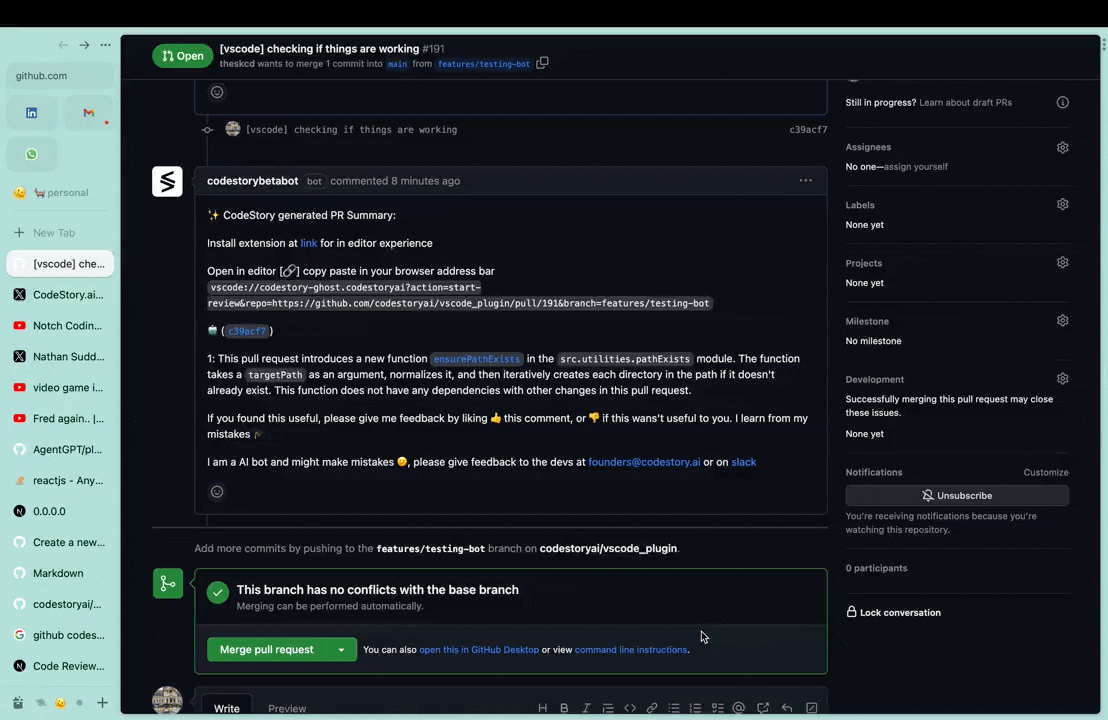 github.com
personal
New Tab
[vscode] che...
CodeStory.ai...
Notch Codin...
Nathan Sudd...
video game i...
Fred again.. |...
AgentGPT/pl...
reactjs - Any...
0.0.0.0
Create a new...
Markdown
codestoryai/...
github codes...
Code Review...
Open
[vscode] checking if things are working #191
theskcd wants to merge 1 commit into main from features/testing-bot
[vscode] checking if things are working c39acf7
codestorybetabot bot commented 8 minutes ago
✨ CodeStory generated PR Summary:
Install extension at link for in editor experience
Open in editor [🔗] copy paste in your browser address bar
vscode://codestory-ghost.codestoryai?action=start-
review&repo=https://github.com/codestoryai/vscode_plugin/pull/191&branch=features/testing-bot
(c39acf7)
1: This pull request introduces a new function ensurePathExists in the src.utilities.pathExists module. The function
takes a targetPath as an argument, normalizes it, and then iteratively creates each directory in the path if it doesn't
already exist. This function does not have any dependencies with other changes in this pull request.
If you found this useful, please give me feedback by liking 👍 this comment, or 👎 if this wans't useful to you. I learn from my
mistakes
I am a AI bot and might make mistakes, please give feedback to the devs at founders@codestory.ai or on slack
Add more commits by pushing to the features/testing-bot branch on codestoryai/vscode_plugin.
This branch has no conflicts with the base branch
Merging can be performed automatically.
Merge pull request
You can also open this in GitHub Desktop or view command line instructions.
Write Preview
Still in progress? Learn about draft PRs
Assignees
No one—assign yourself
Labels
None yet
Projects
None yet
Milestone
No milestone
Development
Successfully merging this pull request may close
these issues.
None yet
Notifications Customize
Unsubscribe
You're receiving notifications because you're
watching this repository.
0 participants
Lock conversation